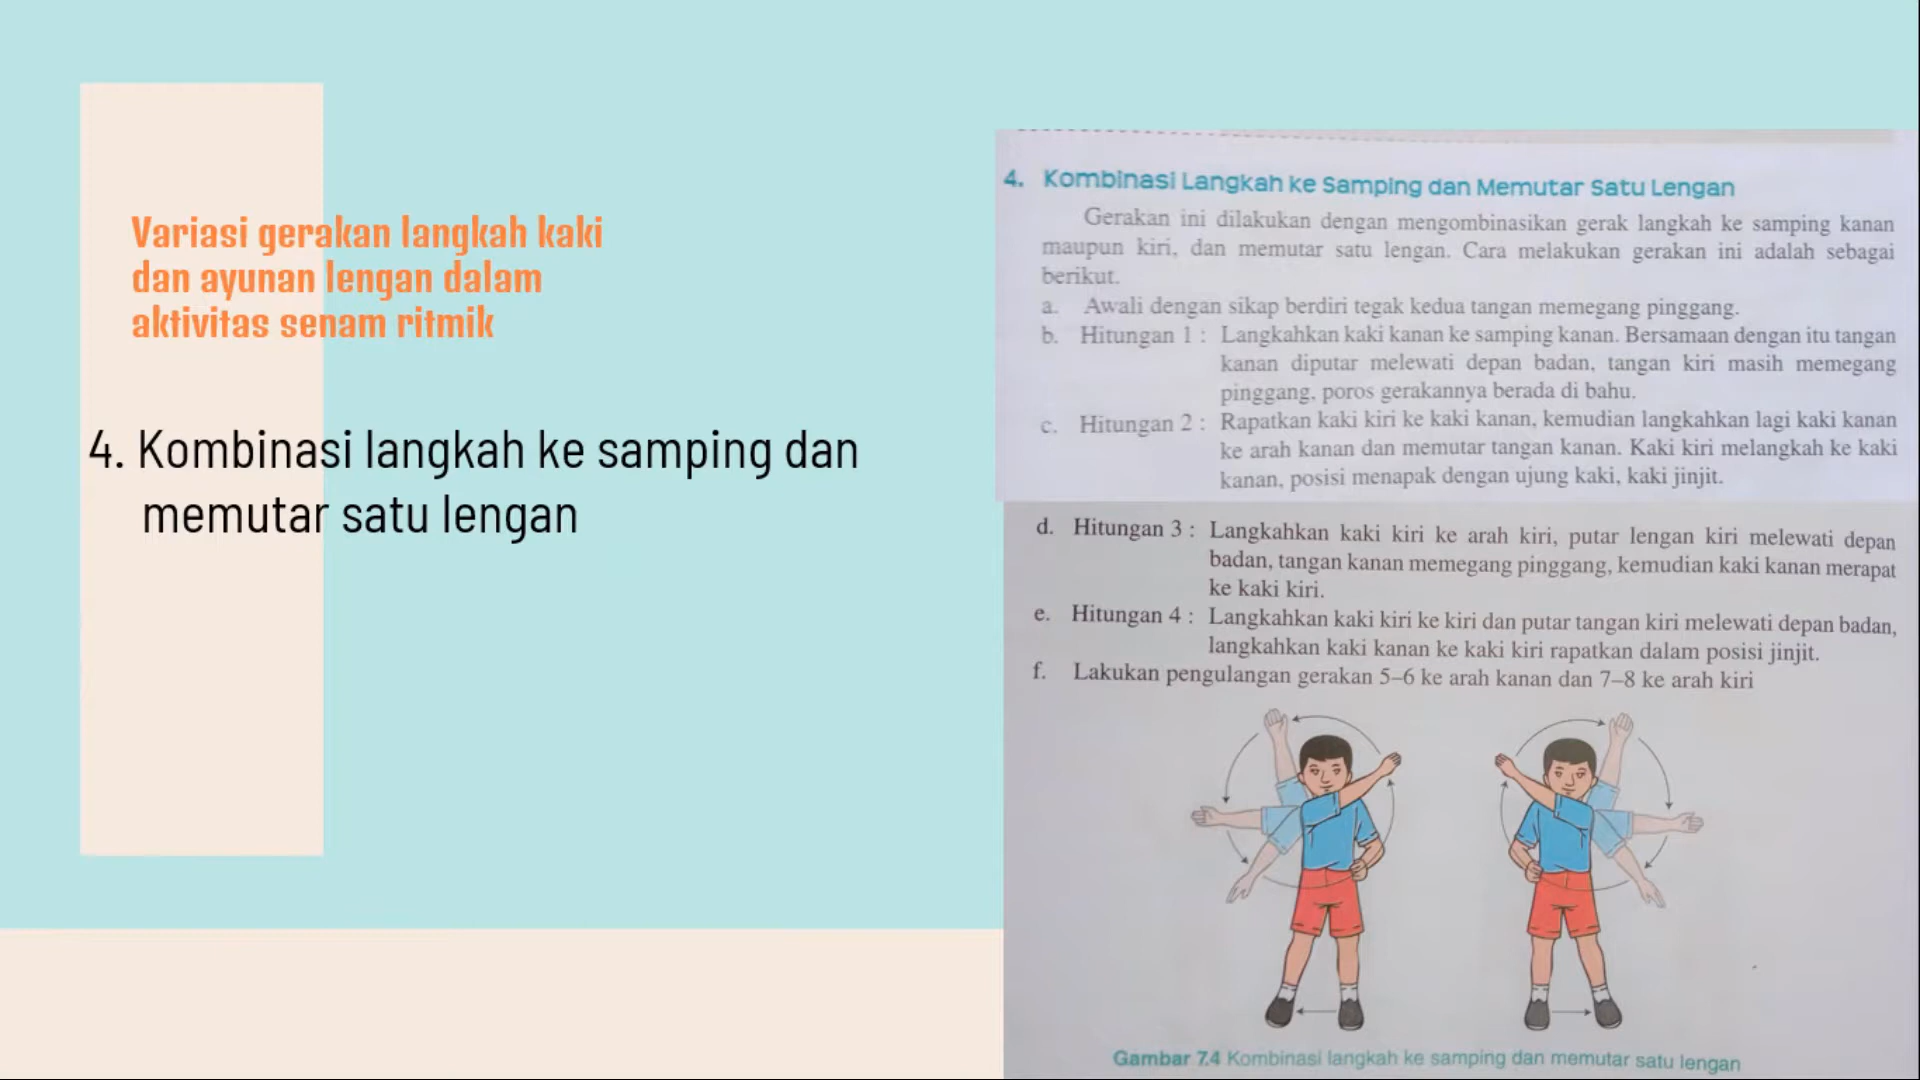 Variasi gerakan langkah kaki
dan ayunan lengan dalam
aktivitas senam ritmik
4. Kombinasi langkah ke samping dan
memutar satu lengan
4. Kombinasi Langkah ke Samping dan Memutar Satu Lengan
Gerakan ini dilakukan dengan mengombinasikan gerak langkah ke samping kanan
maupun kiri, dan memutar satu lengan. Cara melakukan gerakan ini adalah sebagai
berikut.
a. Awali dengan sikap berdiri tegak kedua tangan memegang pinggang.
b. Hitungan 1 : Langkahkan kaki kanan ke samping kanan. Bersamaan dengan itu tangan
kanan diputar melewati depan badan, tangan kiri masih memegang
pinggang, poros gerakannya berada di bahu.
c. Hitungan 2 : Rapatkan kaki kiri ke kaki kanan, kemudian langkahkan lagi kaki kanan
ke arah kanan dan memutar tangan kanan. Kaki kiri melangkah ke kaki
kanan, posisi menapak dengan ujung kaki, kaki jinjit.
d. Hitungan 3 : Langkahkan kaki kiri ke arah kiri, putar lengan kiri melewati depan
badan, tangan kanan memegang pinggang, kemudian kaki kanan merapat
ke kaki kiri.
e. Hitungan 4 : Langkahkan kaki kiri ke kiri dan putar tangan kiri melewati depan badan,
langkahkan kaki kanan ke kaki kiri rapatkan dalam posisi jinjit.
f. Lakukan pengulangan gerakan 5–6 ke arah kanan dan 7–8 ke arah kiri
Gambar 7.4 Kombinasi langkah ke samping dan memutar satu lengan